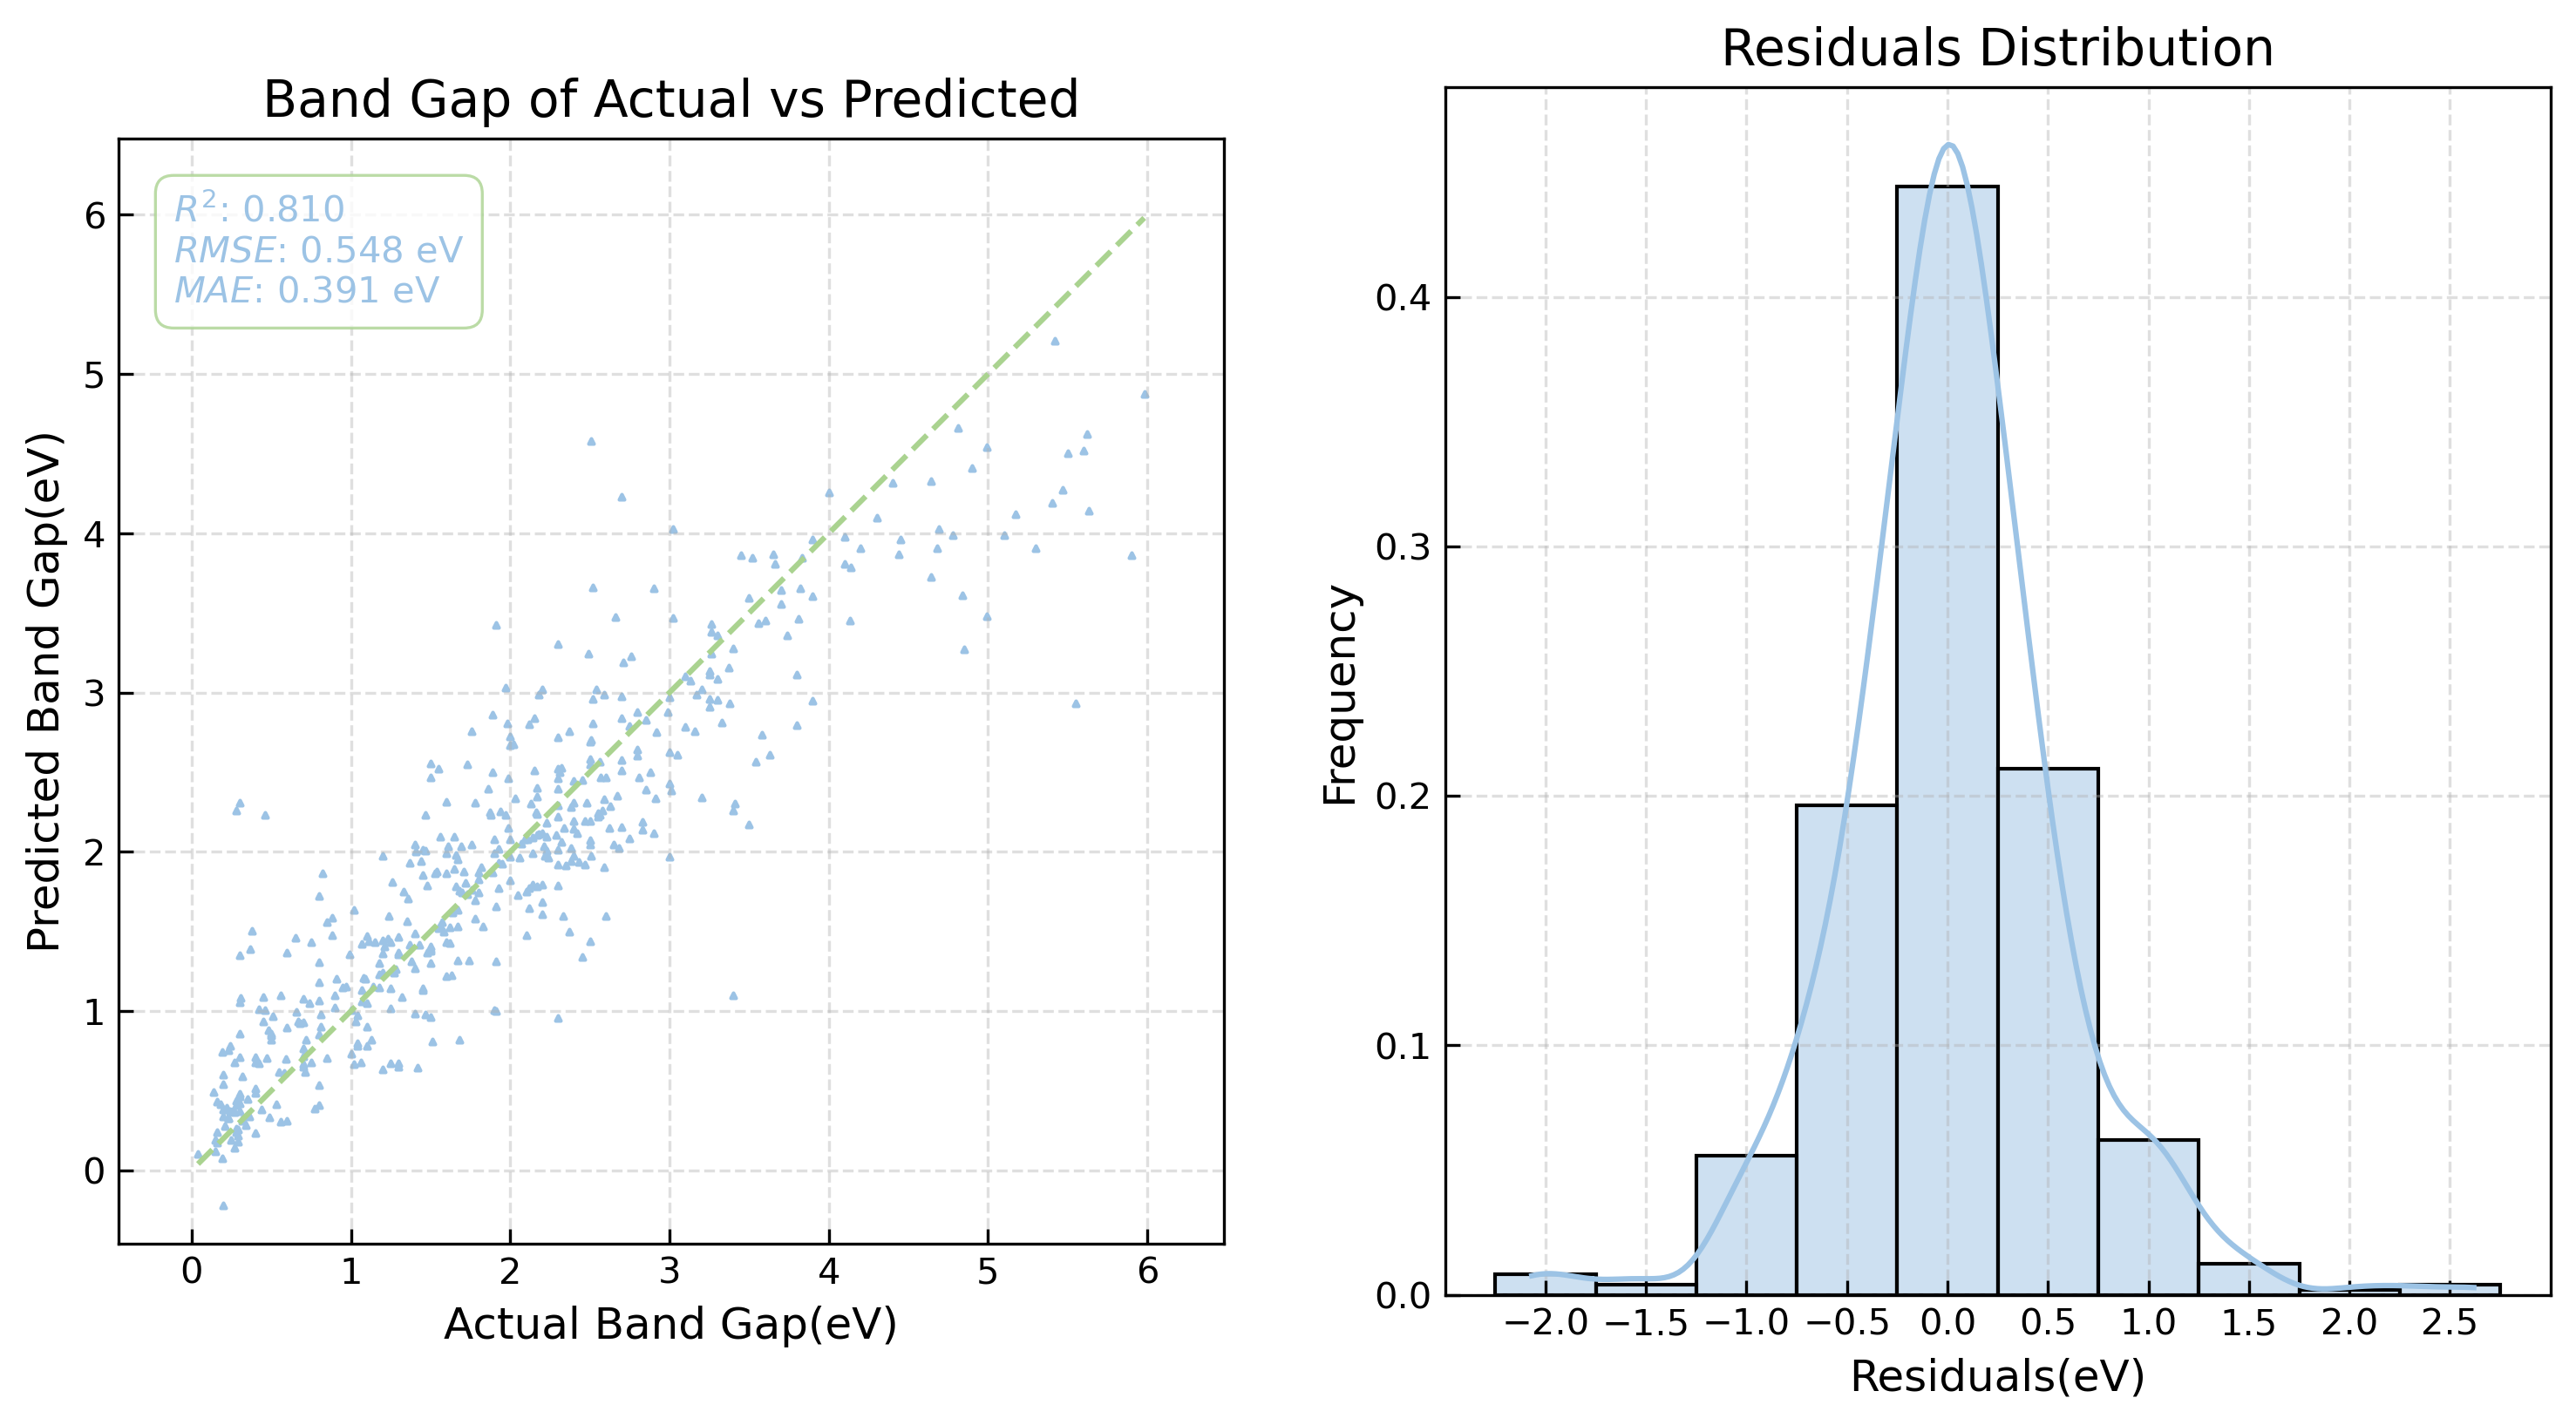 Band Gap of Actual vs Predicted
R²: 0.810
RMSE: 0.548 eV
MAE: 0.391 eV
6
5
4
3
2
1
0
Predicted Band Gap(eV)
0 1 2 3 4 5 6
Actual Band Gap(eV)
Residuals Distribution
0.4
0.3
0.2
0.1
0.0
Frequency
−2.0 −1.5 −1.0 −0.5 0.0 0.5 1.0 1.5 2.0 2.5
Residuals(eV)